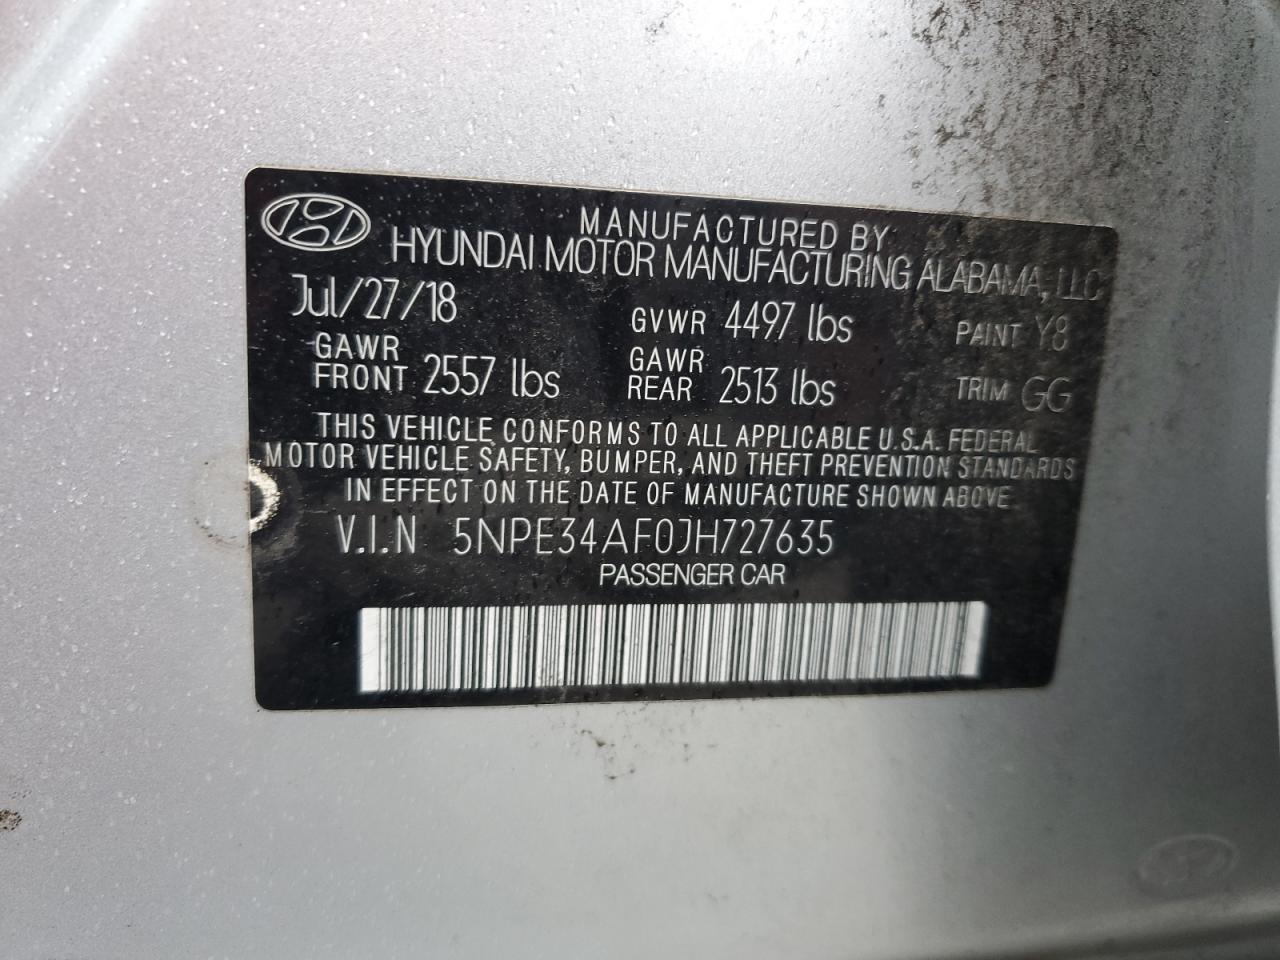 MANUFACTURED BY
HYUNDAI MOTOR MANUFACTURING ALABAMA, LLC
Jul/27/18 GVWR 4497 lbs PAINT Y8
GAWR FRONT 2557 lbs GAWR REAR 2513 lbs TRIM GG
THIS VEHICLE CONFORMS TO ALL APPLICABLE U.S.A. FEDERAL
MOTOR VEHICLE SAFETY, BUMPER, AND THEFT PREVENTION STANDARDS
IN EFFECT ON THE DATE OF MANUFACTURE SHOWN ABOVE.
V.I.N 5NPE34AF0JH727635
PASSENGER CAR